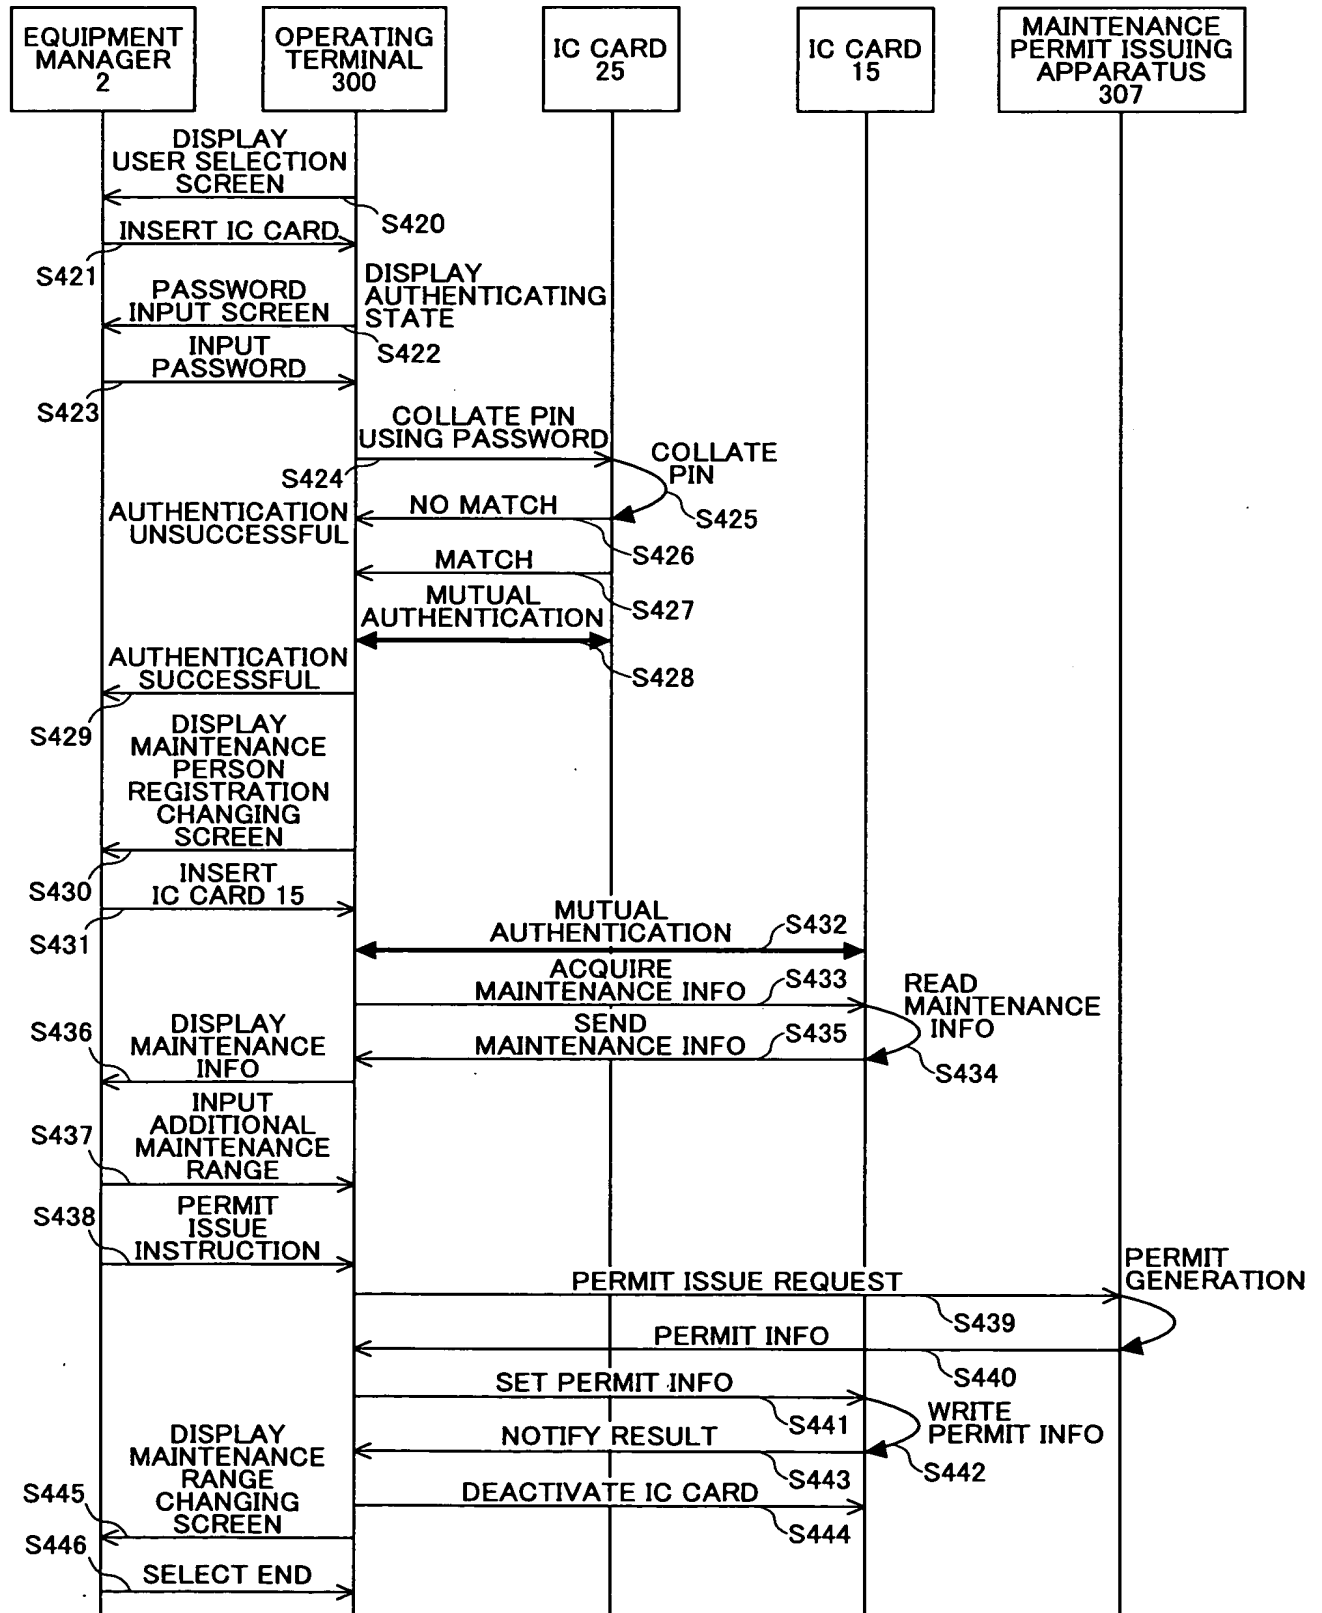 EQUIPMENT
MANAGER
2
OPERATING
TERMINAL
300
IC CARD
25
IC CARD
15
MAINTENANCE
PERMIT ISSUING
APPARATUS
307
DISPLAY
USER SELECTION
SCREEN
S420
INSERT IC CARD
S421
PASSWORD
INPUT SCREEN
DISPLAY
AUTHENTICATING
STATE
S422
INPUT
PASSWORD
S423
COLLATE PIN
USING PASSWORD
S424
COLLATE
PIN
S425
NO MATCH
AUTHENTICATION
UNSUCCESSFUL
S426
MATCH
S427
MUTUAL
AUTHENTICATION
S428
AUTHENTICATION
SUCCESSFUL
S429
DISPLAY
MAINTENANCE
PERSON
REGISTRATION
CHANGING
SCREEN
S430
INSERT
IC CARD 15
S431
MUTUAL
AUTHENTICATION
S432
ACQUIRE
MAINTENANCE INFO
S433
READ
MAINTENANCE
INFO
S434
SEND
MAINTENANCE INFO
S435
S436
DISPLAY
MAINTENANCE
INFO
S437
INPUT
ADDITIONAL
MAINTENANCE
RANGE
S438
PERMIT
ISSUE
INSTRUCTION
PERMIT ISSUE REQUEST
S439
PERMIT
GENERATION
PERMIT INFO
S440
SET PERMIT INFO
S441
WRITE
PERMIT INFO
S442
NOTIFY RESULT
S443
DEACTIVATE IC CARD
S444
S445
DISPLAY
MAINTENANCE
RANGE
CHANGING
SCREEN
S446
SELECT END